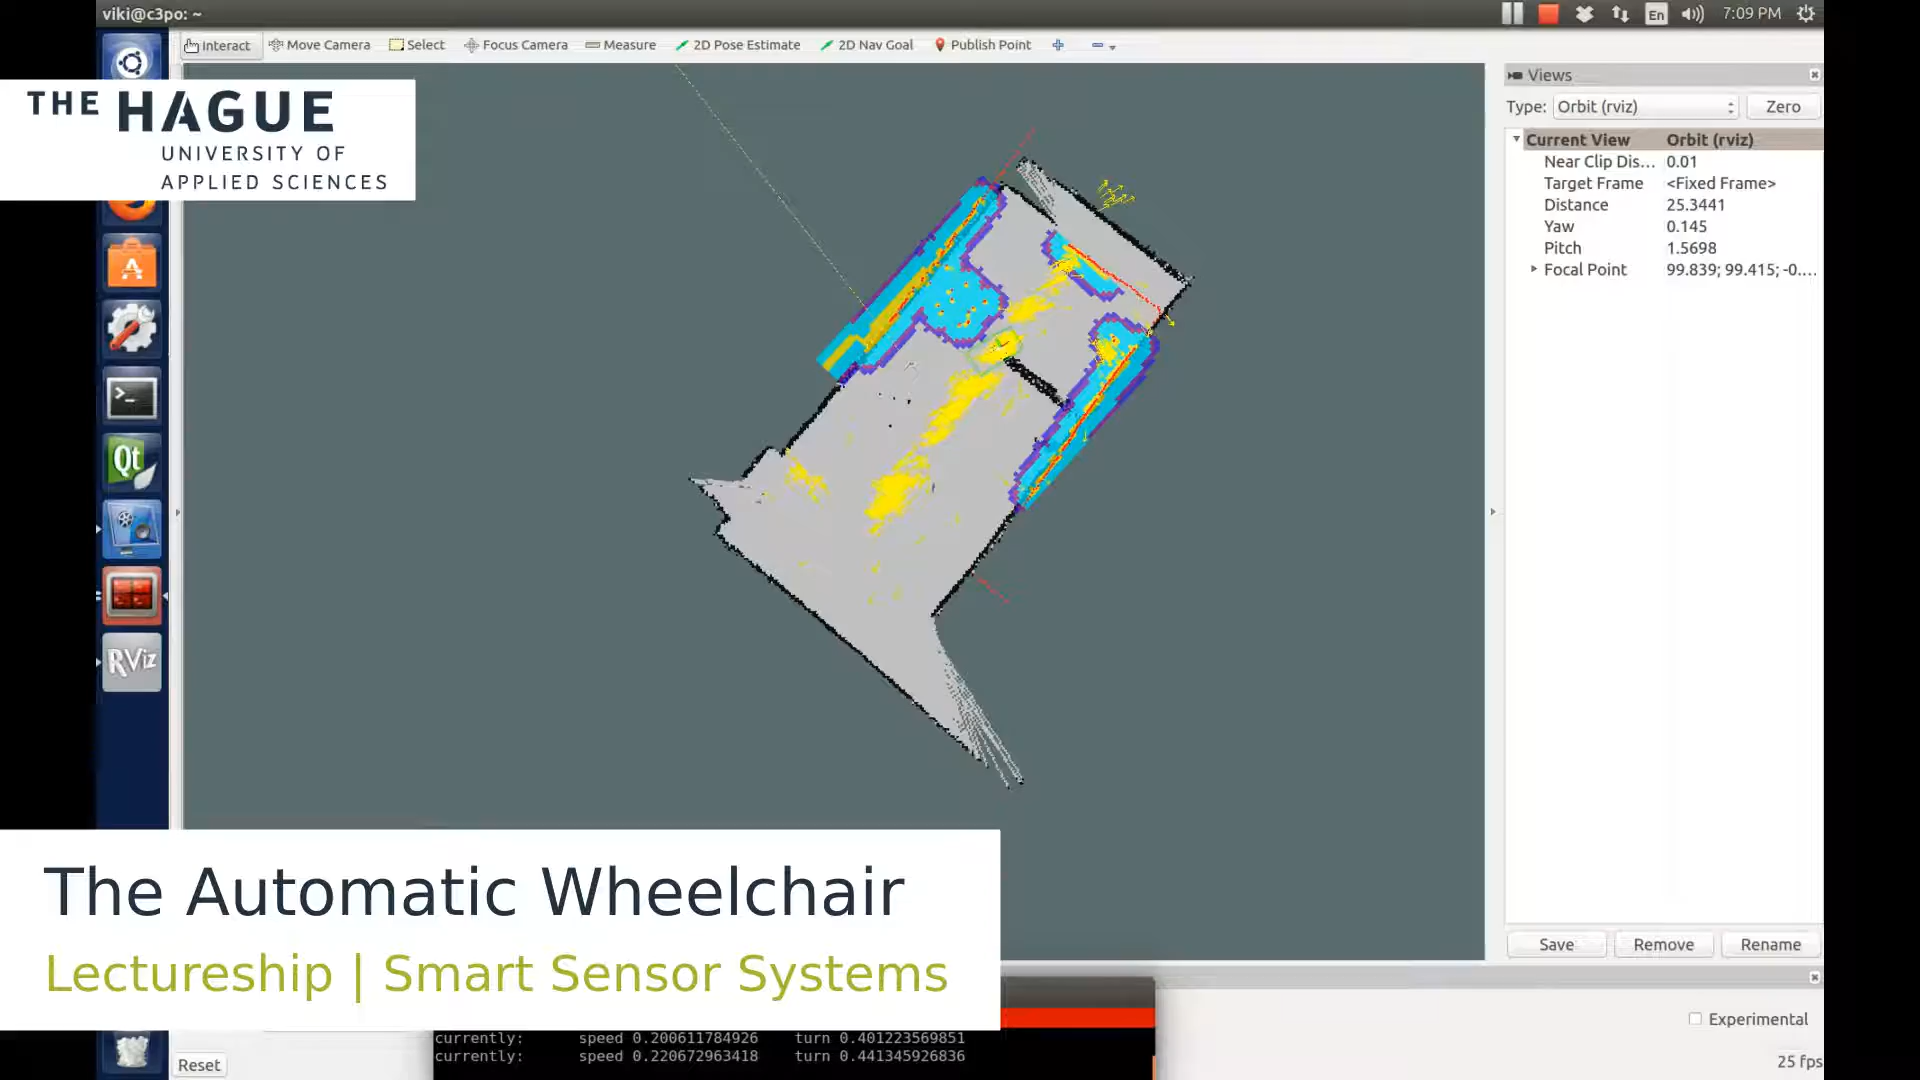 viki@c3po: ~
En
7:09 PM
Interact
Move Camera
Select
Focus Camera
Measure
2D Pose Estimate
2D Nav Goal
Publish Point
THE HAGUE
UNIVERSITY OF
APPLIED SCIENCES
Views
Type: Orbit (rviz) Zero
Current View Orbit (rviz)
Near Clip Dis... 0.01
Target Frame <Fixed Frame>
Distance 25.3441
Yaw 0.145
Pitch 1.5698
Focal Point 99.839; 99.415; -0....
Qt
RViz
Save
Remove
Rename
The Automatic Wheelchair
Lectureship | Smart Sensor Systems
currently: speed 0.200611784926 turn 0.401223569851
currently: speed 0.220672963418 turn 0.441345926836
Experimental
Reset
25 fps